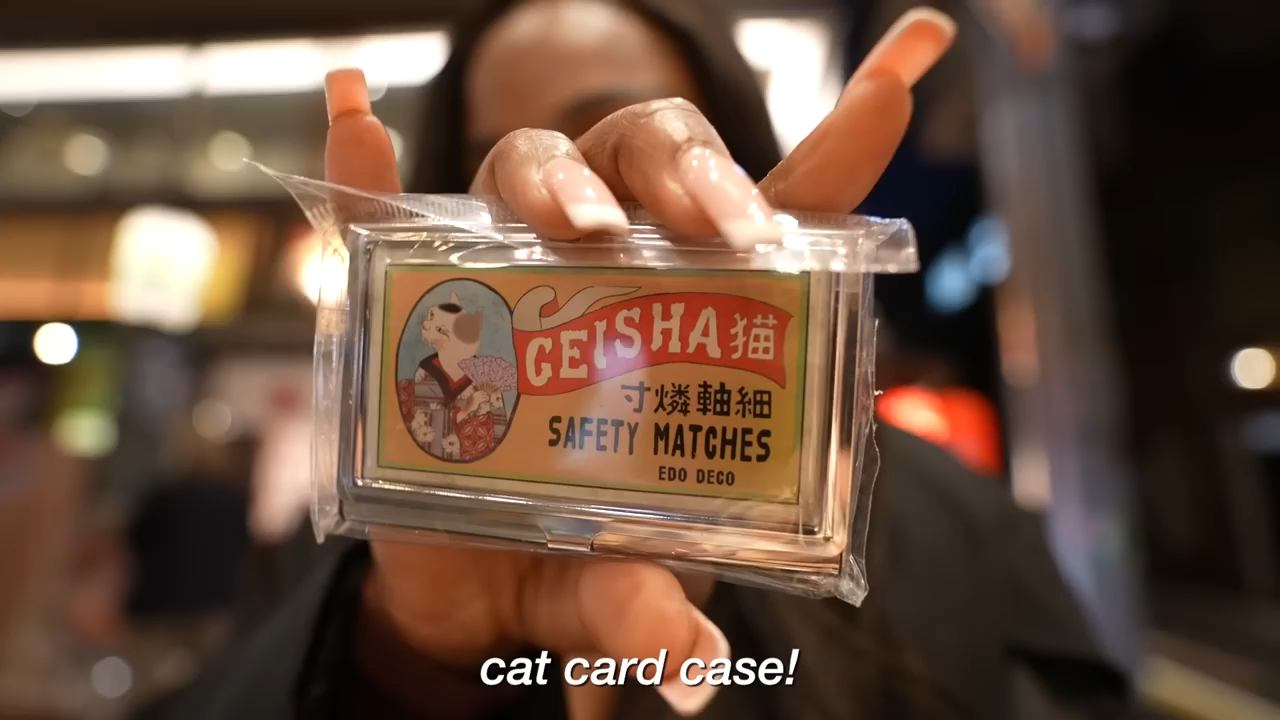 GEISHA猫
寸燐軸細
SAFETY MATCHES
EDO DECO
cat card case!